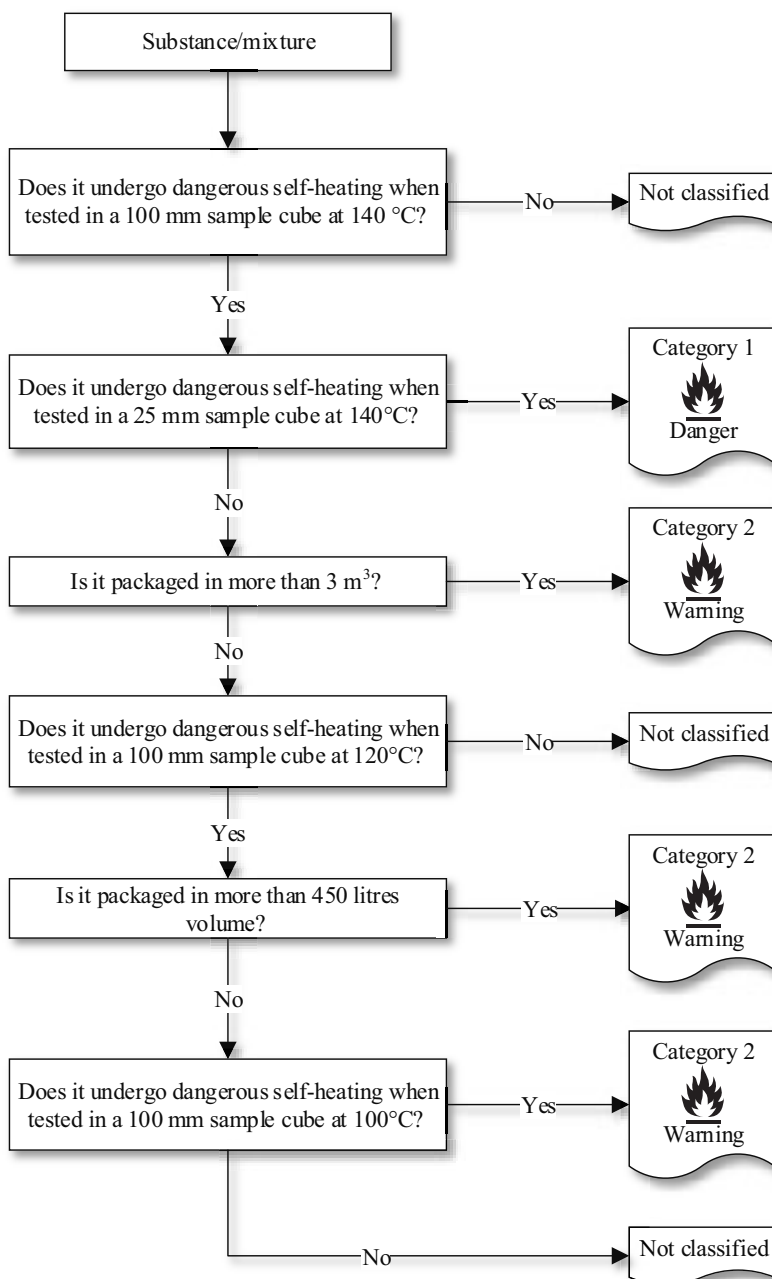 Substance/mixture
Does it undergo dangerous self-heating when
tested in a 100 mm sample cube at 140 °C?
No
Not classified
Yes
Does it undergo dangerous self-heating when
tested in a 25 mm sample cube at 140°C?
Yes
Category 1
Danger
No
Is it packaged in more than 3 m³?
Yes
Category 2
Warning
No
Does it undergo dangerous self-heating when
tested in a 100 mm sample cube at 120°C?
No
Not classified
Yes
Is it packaged in more than 450 litres
volume?
Yes
Category 2
Warning
No
Does it undergo dangerous self-heating when
tested in a 100 mm sample cube at 100°C?
Yes
Category 2
Warning
No
Not classified